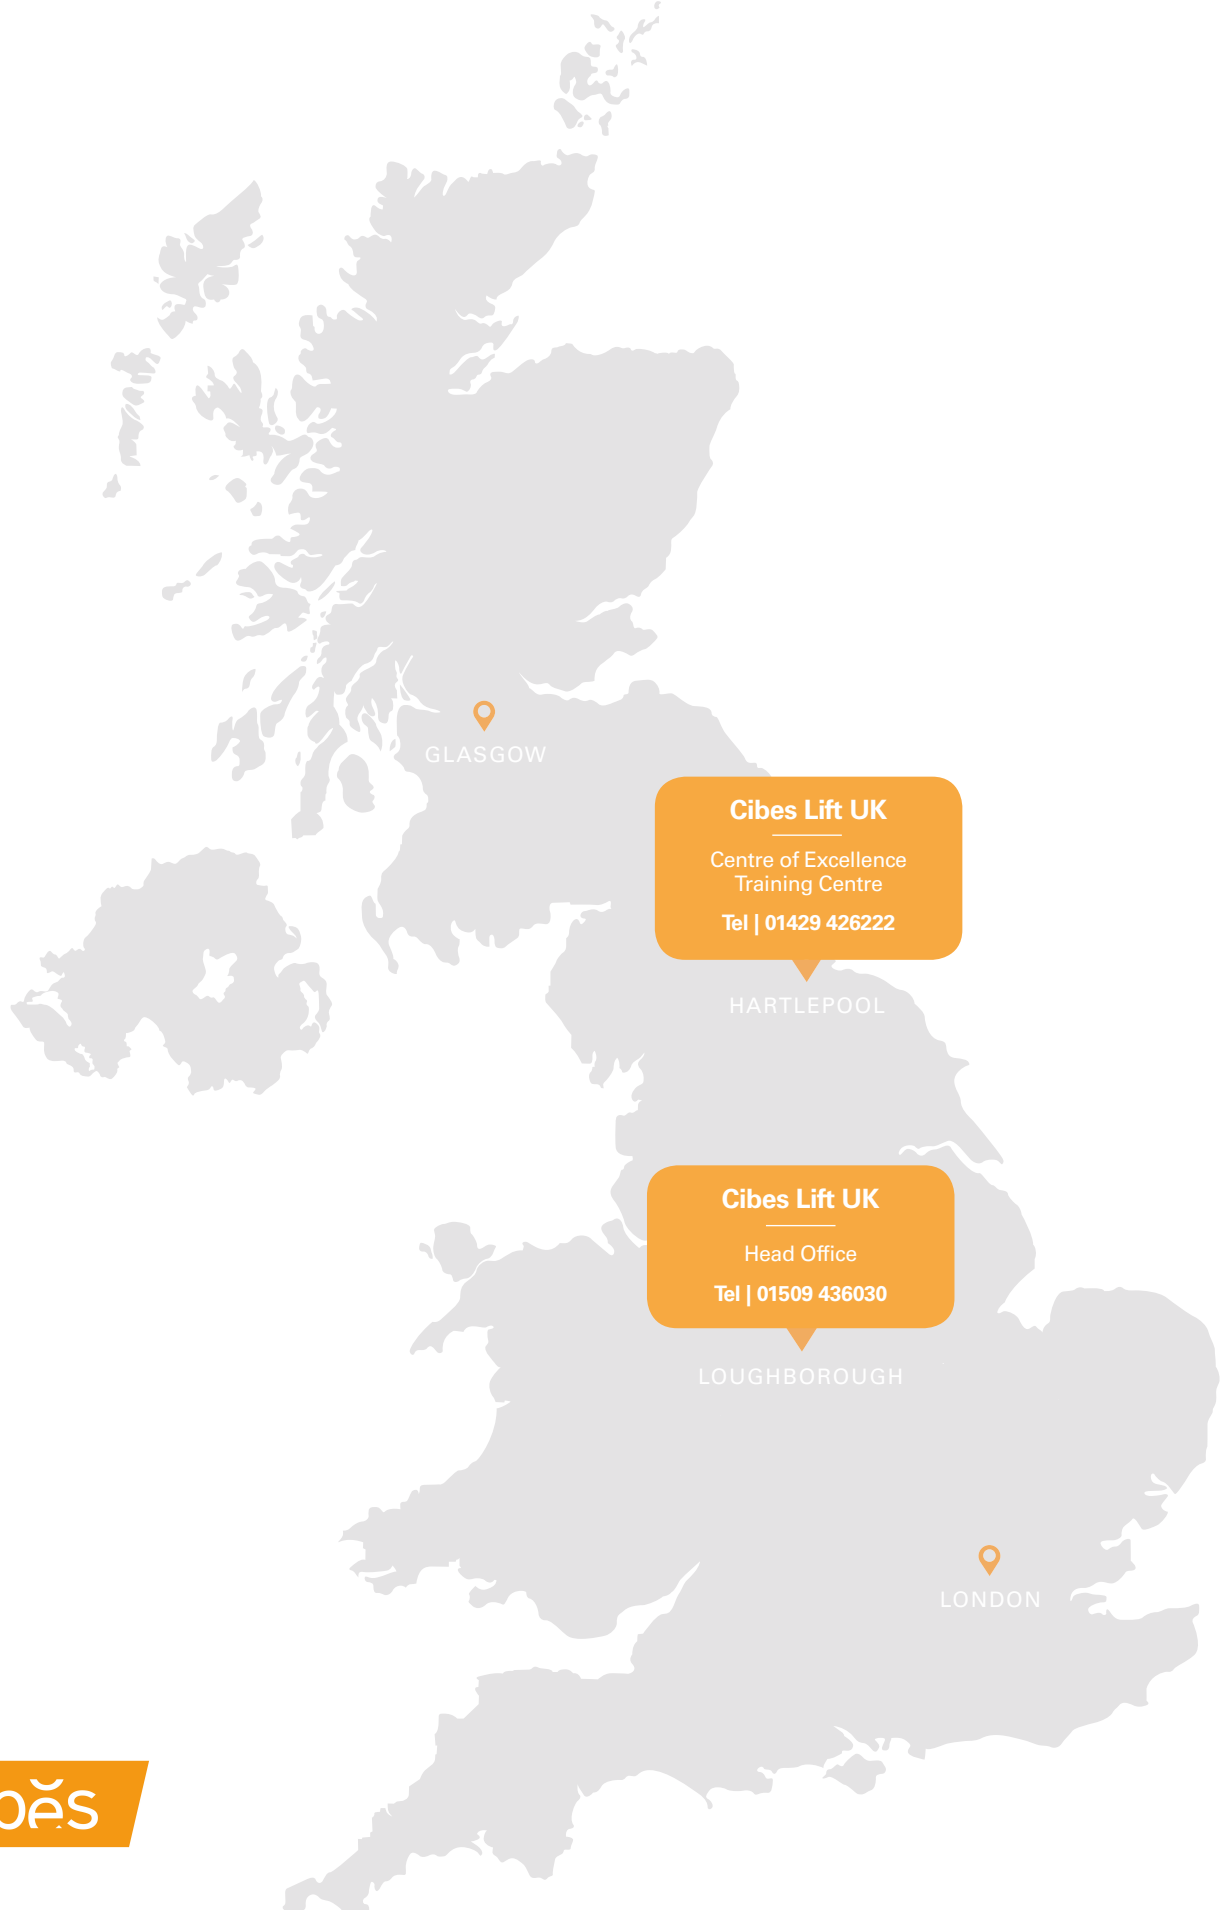 GLASGOW
Cibes Lift UK
Centre of Excellence
Training Centre
Tel | 01429 426222
HARTLEPOOL
Cibes Lift UK
Head Office
Tel | 01509 436030
LOUGHBOROUGH
LONDON